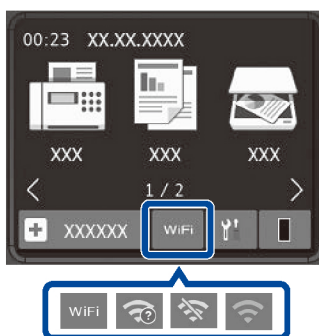 00:23 XX.XX.XXXX
XXX XXX XXX
< 1 / 2 >
XXXXXX WiFi
WiFi ?